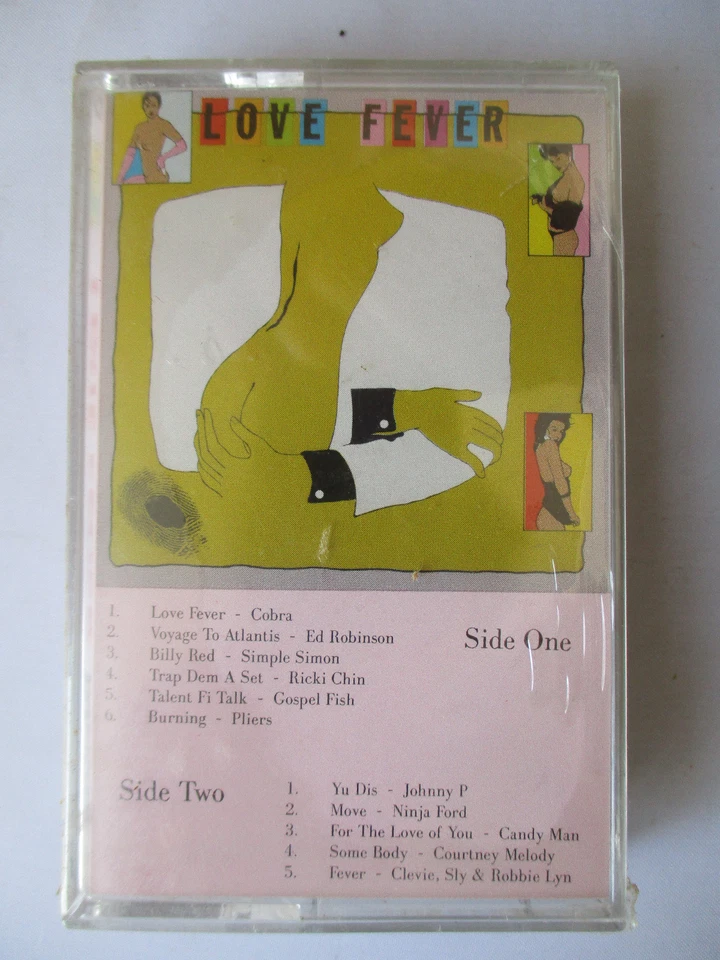 LOVE FEVER
1. Love Fever - Cobra
2. Voyage To Atlantis - Ed Robinson
3. Billy Red - Simple Simon
4. Trap Dem A Set - Ricki Chin
5. Talent Fi Talk - Gospel Fish
6. Burning - Pliers
Side One
Side Two
1. Yu Dis - Johnny P
2. Move - Ninja Ford
3. For The Love of You - Candy Man
4. Some Body - Courtney Melody
5. Fever - Clevie, Sly & Robbie Lyn